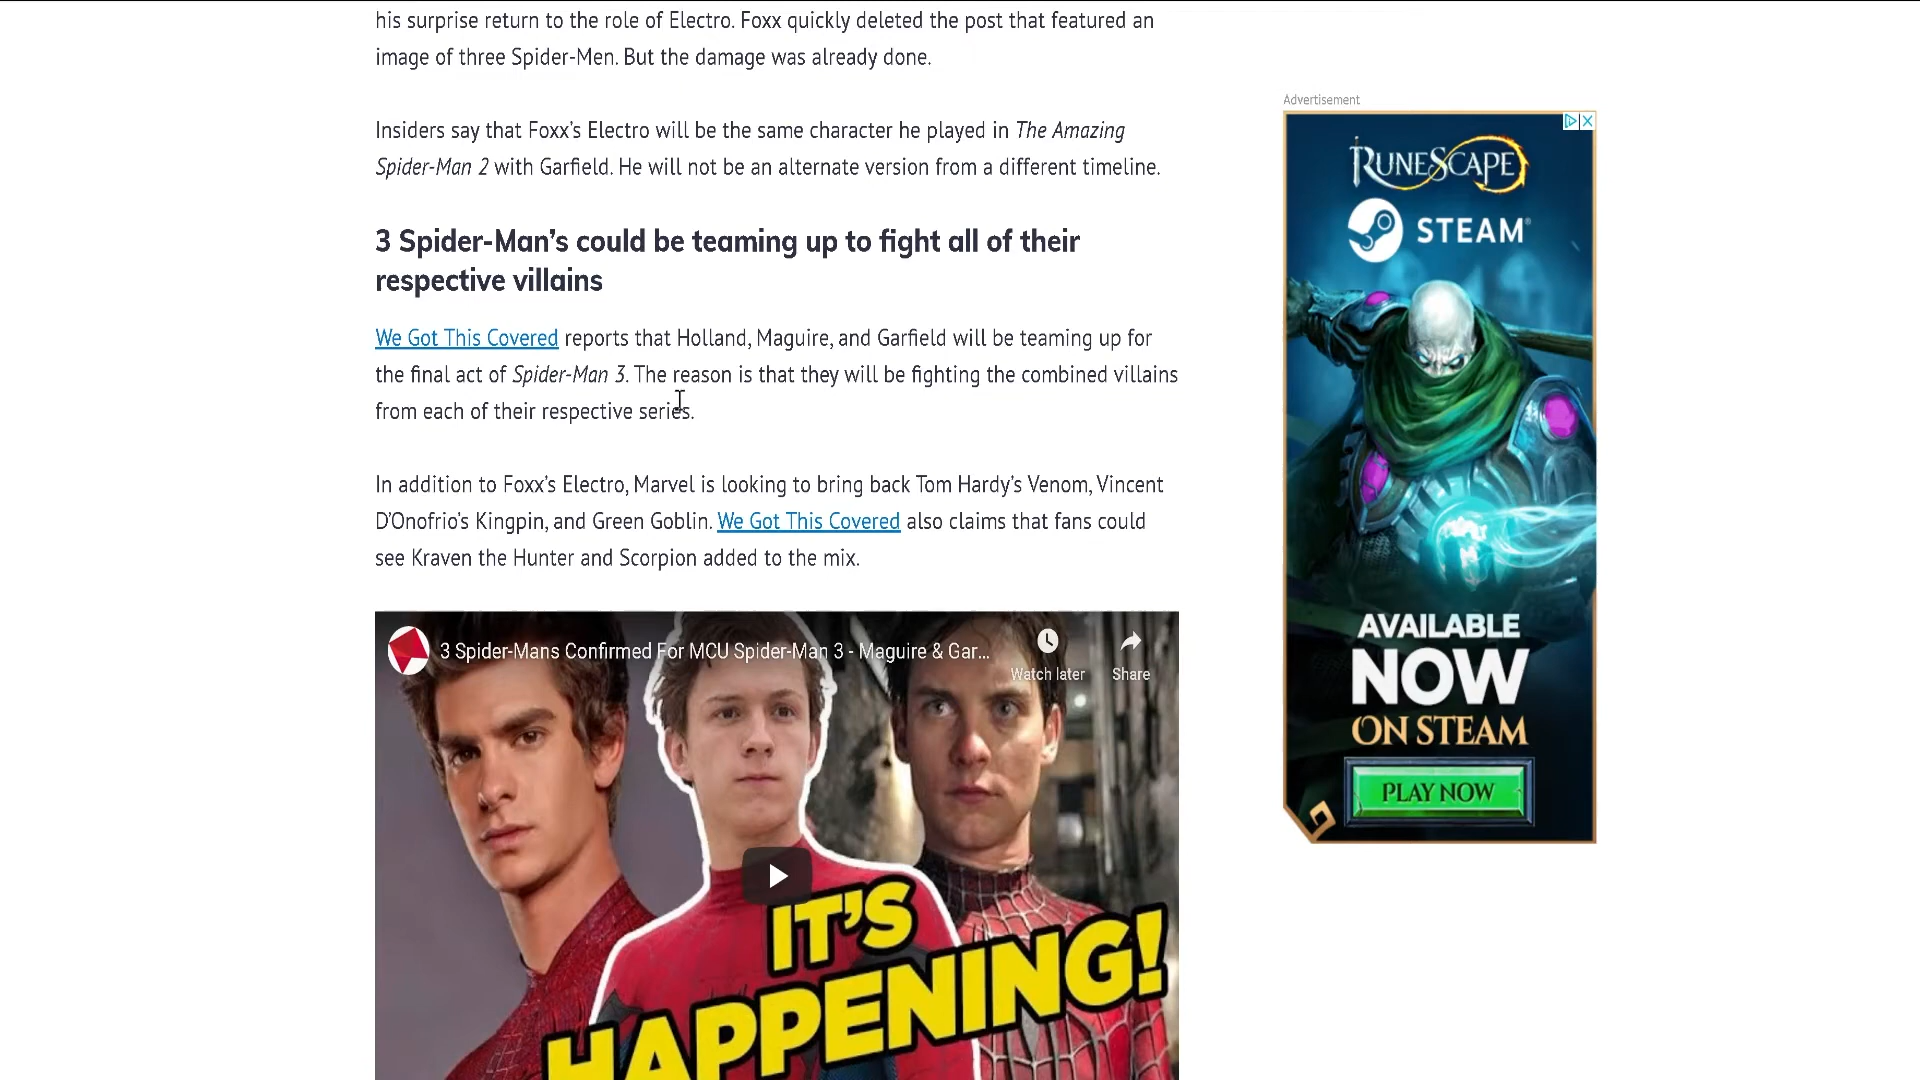 his surprise return to the role of Electro. Foxx quickly deleted the post that featured an
image of three Spider-Men. But the damage was already done.
Insiders say that Foxx's Electro will be the same character he played in The Amazing
Spider-Man 2 with Garfield. He will not be an alternate version from a different timeline.
3 Spider-Man's could be teaming up to fight all of their
respective villains
We Got This Covered reports that Holland, Maguire, and Garfield will be teaming up for
the final act of Spider-Man 3. The reason is that they will be fighting the combined villains
from each of their respective series.
In addition to Foxx's Electro, Marvel is looking to bring back Tom Hardy's Venom, Vincent
D'Onofrio's Kingpin, and Green Goblin. We Got This Covered also claims that fans could
see Kraven the Hunter and Scorpion added to the mix.
3 Spider-Mans Confirmed For MCU Spider-Man 3 - Maguire & Gar...
Watch later
Share
IT'S
HAPPENING!
Advertisement
RUNESCAPE
STEAM®
AVAILABLE
NOW
ON STEAM
PLAY NOW